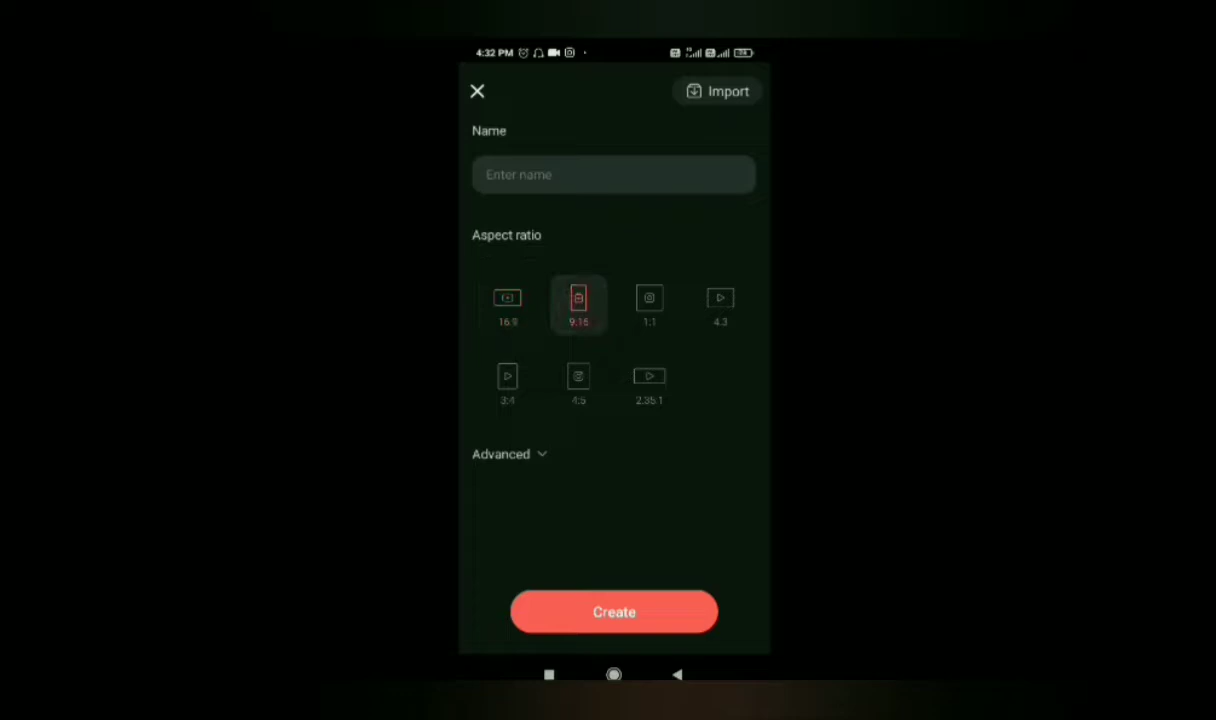 4:32 PM
Import
Name
Enter name
Aspect ratio
16:9 9:16 1:1 4:3
3:4 4:5 2.35:1
Advanced
Create